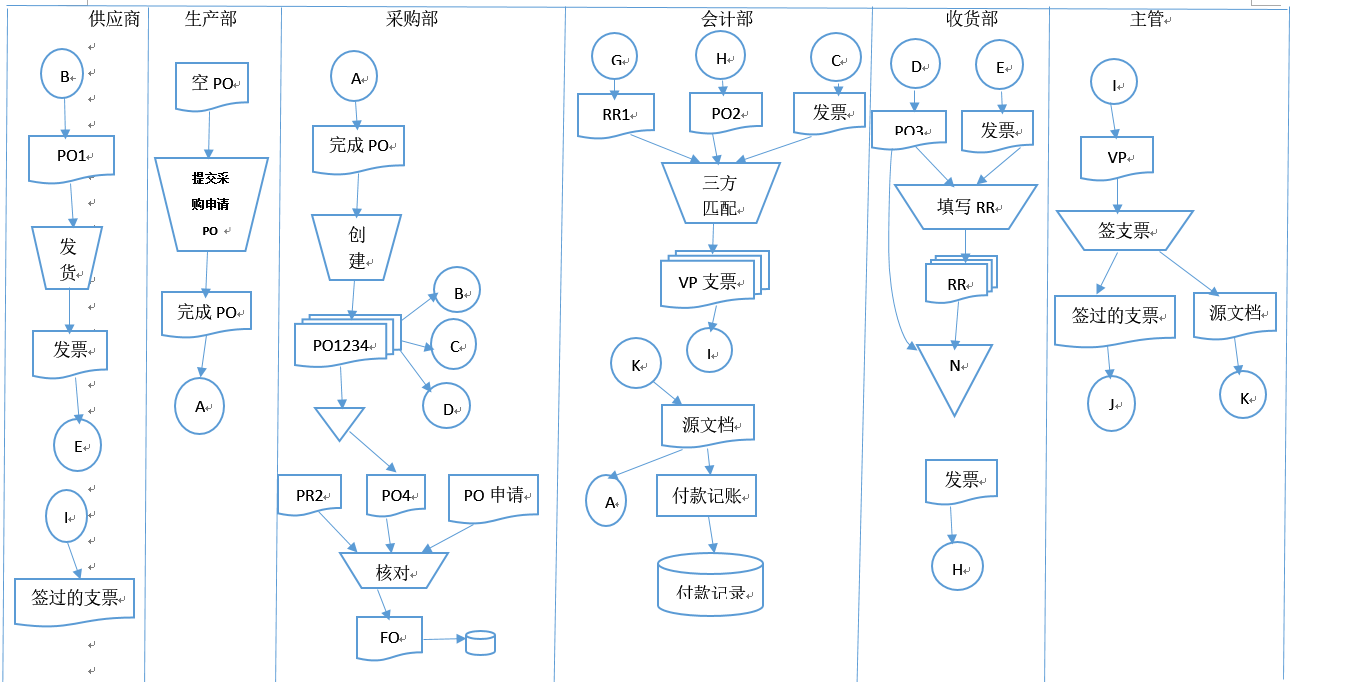 供应商
B
PO1
发
货
发票
E
I
签过的支票
生产部
空 PO
提交采
购申请
PO
完成 PO
A
采购部
A
完成 PO
创
建
PO1234
B
C
D
PR2
PO4
PO 申请
核对
FO
会计部
G
H
C
RR1
PO2
发票
三方
匹配
VP 支票
I
K
源文档
A
付款记账
付款记录
收货部
D
E
PO3
发票
填写 RR
RR
N
发票
H
主管
I
VP
签支票
签过的支票
源文档
J
K